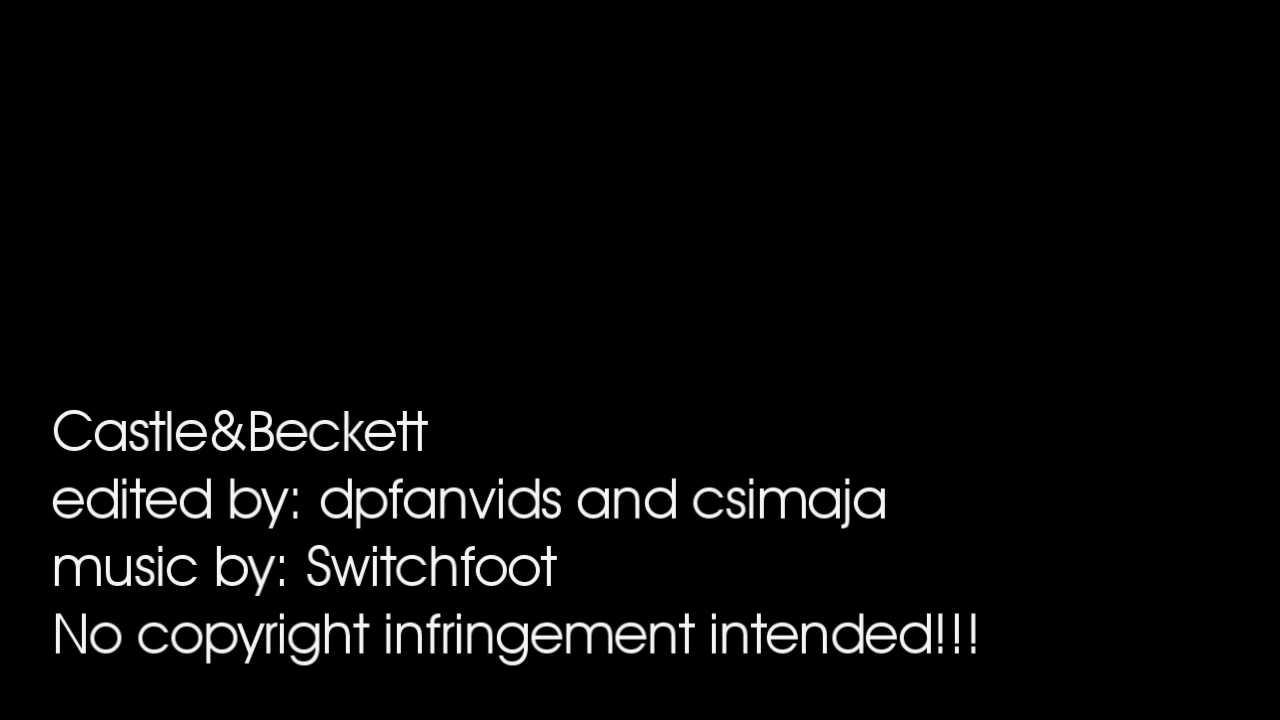 Castle&Beckett
edited by: dpfanvids and csimaja
music by: Switchfoot
No copyright infringement intended!!!